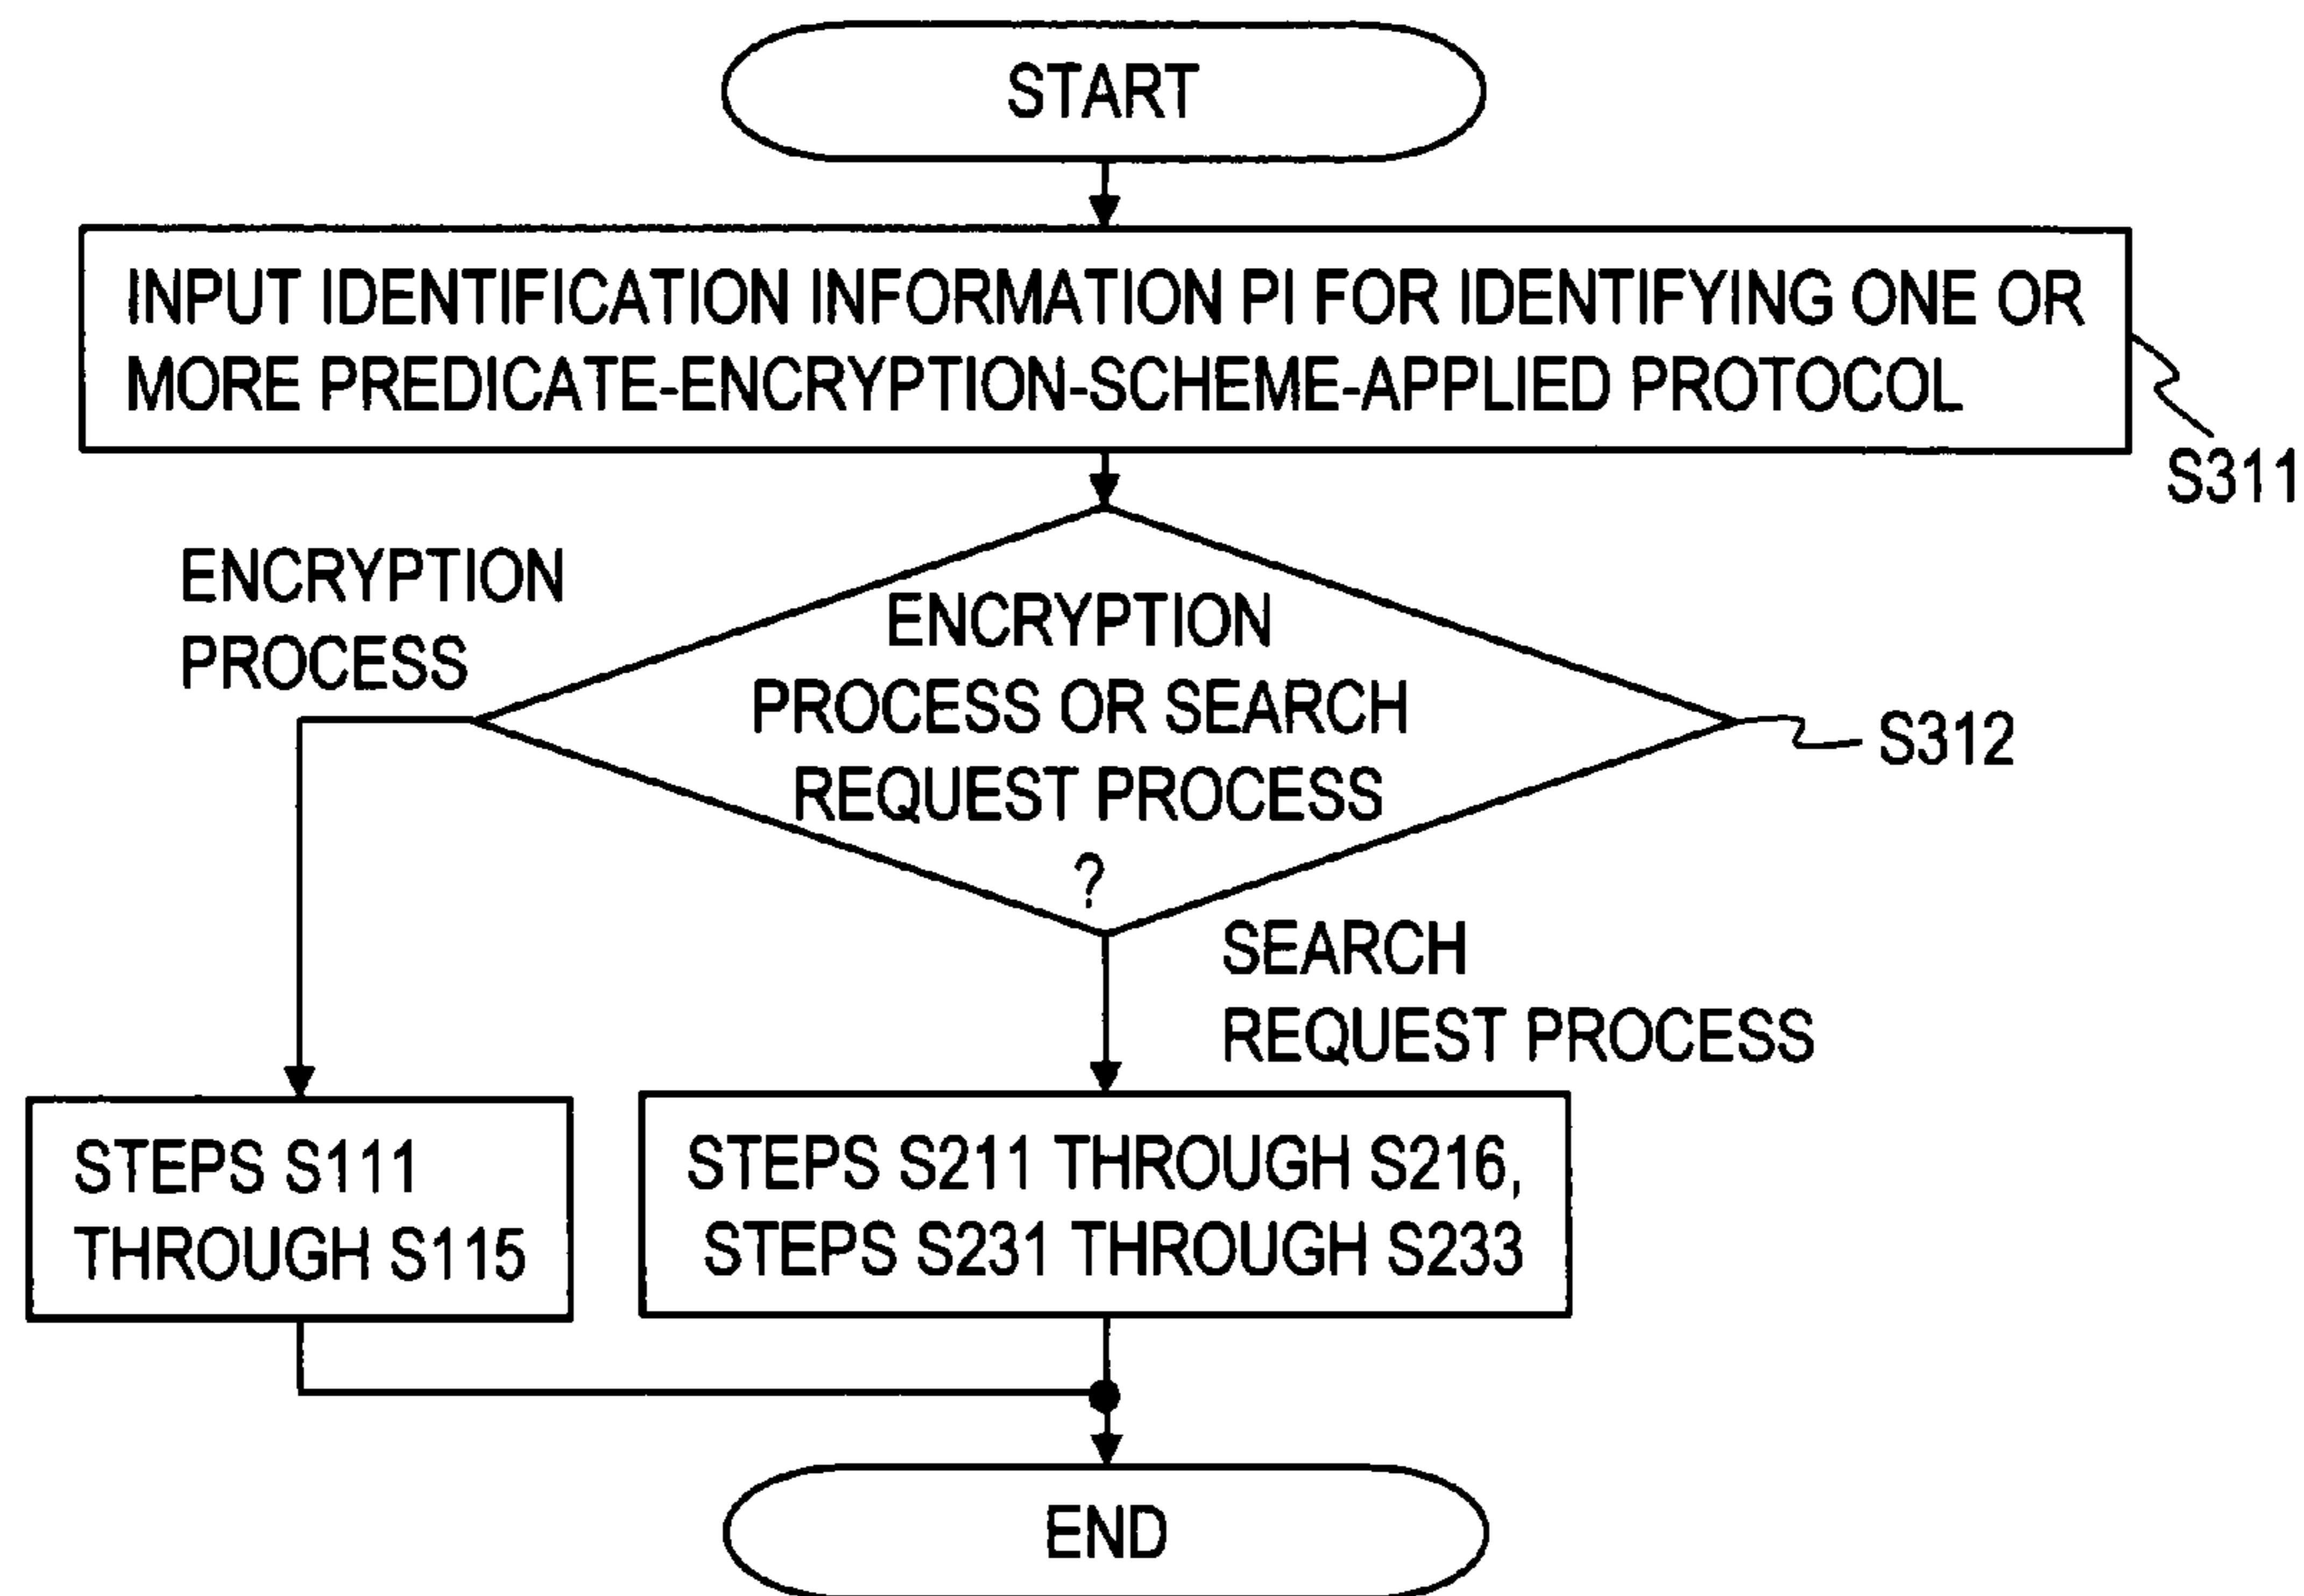 START
INPUT IDENTIFICATION INFORMATION PI FOR IDENTIFYING ONE OR
MORE PREDICATE-ENCRYPTION-SCHEME-APPLIED PROTOCOL
S311
ENCRYPTION
PROCESS
ENCRYPTION
PROCESS OR SEARCH
REQUEST PROCESS
?
S312
SEARCH
REQUEST PROCESS
STEPS S111
THROUGH S115
STEPS S211 THROUGH S216,
STEPS S231 THROUGH S233
END